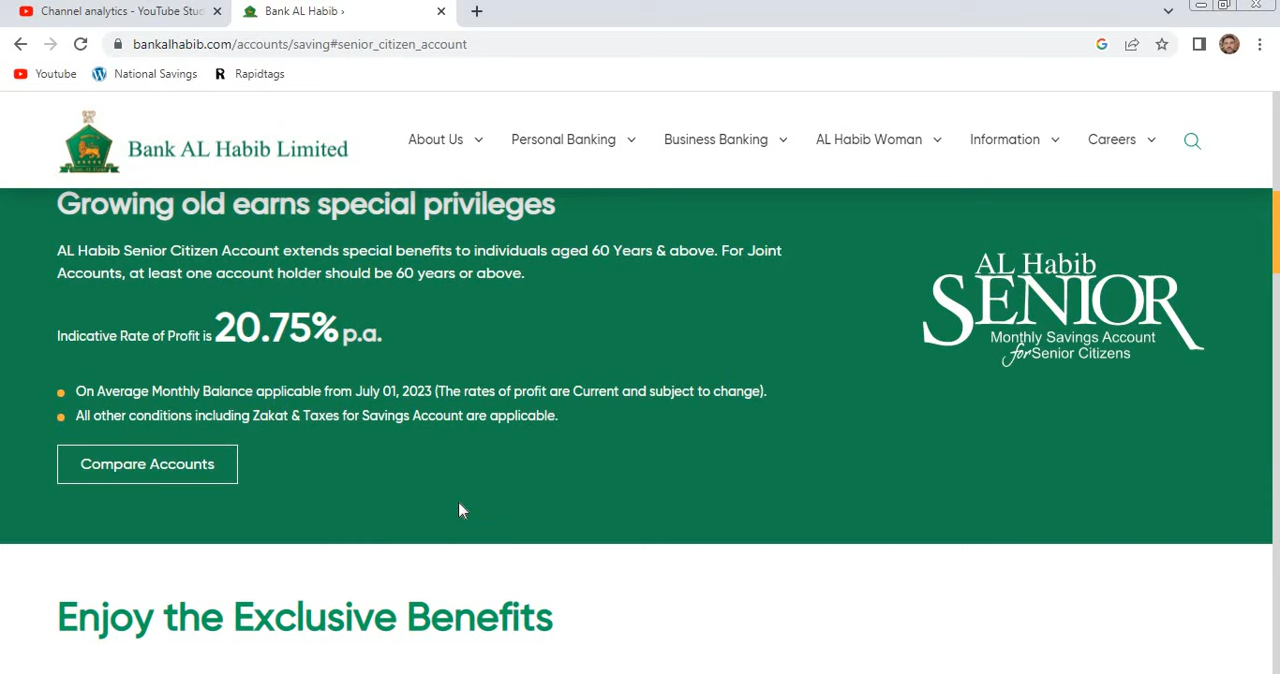 Channel analytics - YouTube Stud
Bank AL Habib ›
bankalhabib.com/accounts/saving#senior_citizen_account
Youtube
National Savings
Rapidtags
Bank AL Habib Limited
About Us
Personal Banking
Business Banking
AL Habib Woman
Information
Careers
Growing old earns special privileges
AL Habib Senior Citizen Account extends special benefits to individuals aged 60 Years & above. For Joint
Accounts, at least one account holder should be 60 years or above.
Indicative Rate of Profit is 20.75% p.a.
On Average Monthly Balance applicable from July 01, 2023 (The rates of profit are Current and subject to change).
All other conditions including Zakat & Taxes for Savings Account are applicable.
Compare Accounts
AL Habib
SENIOR
Monthly Savings Account
for Senior Citizens
Enjoy the Exclusive Benefits